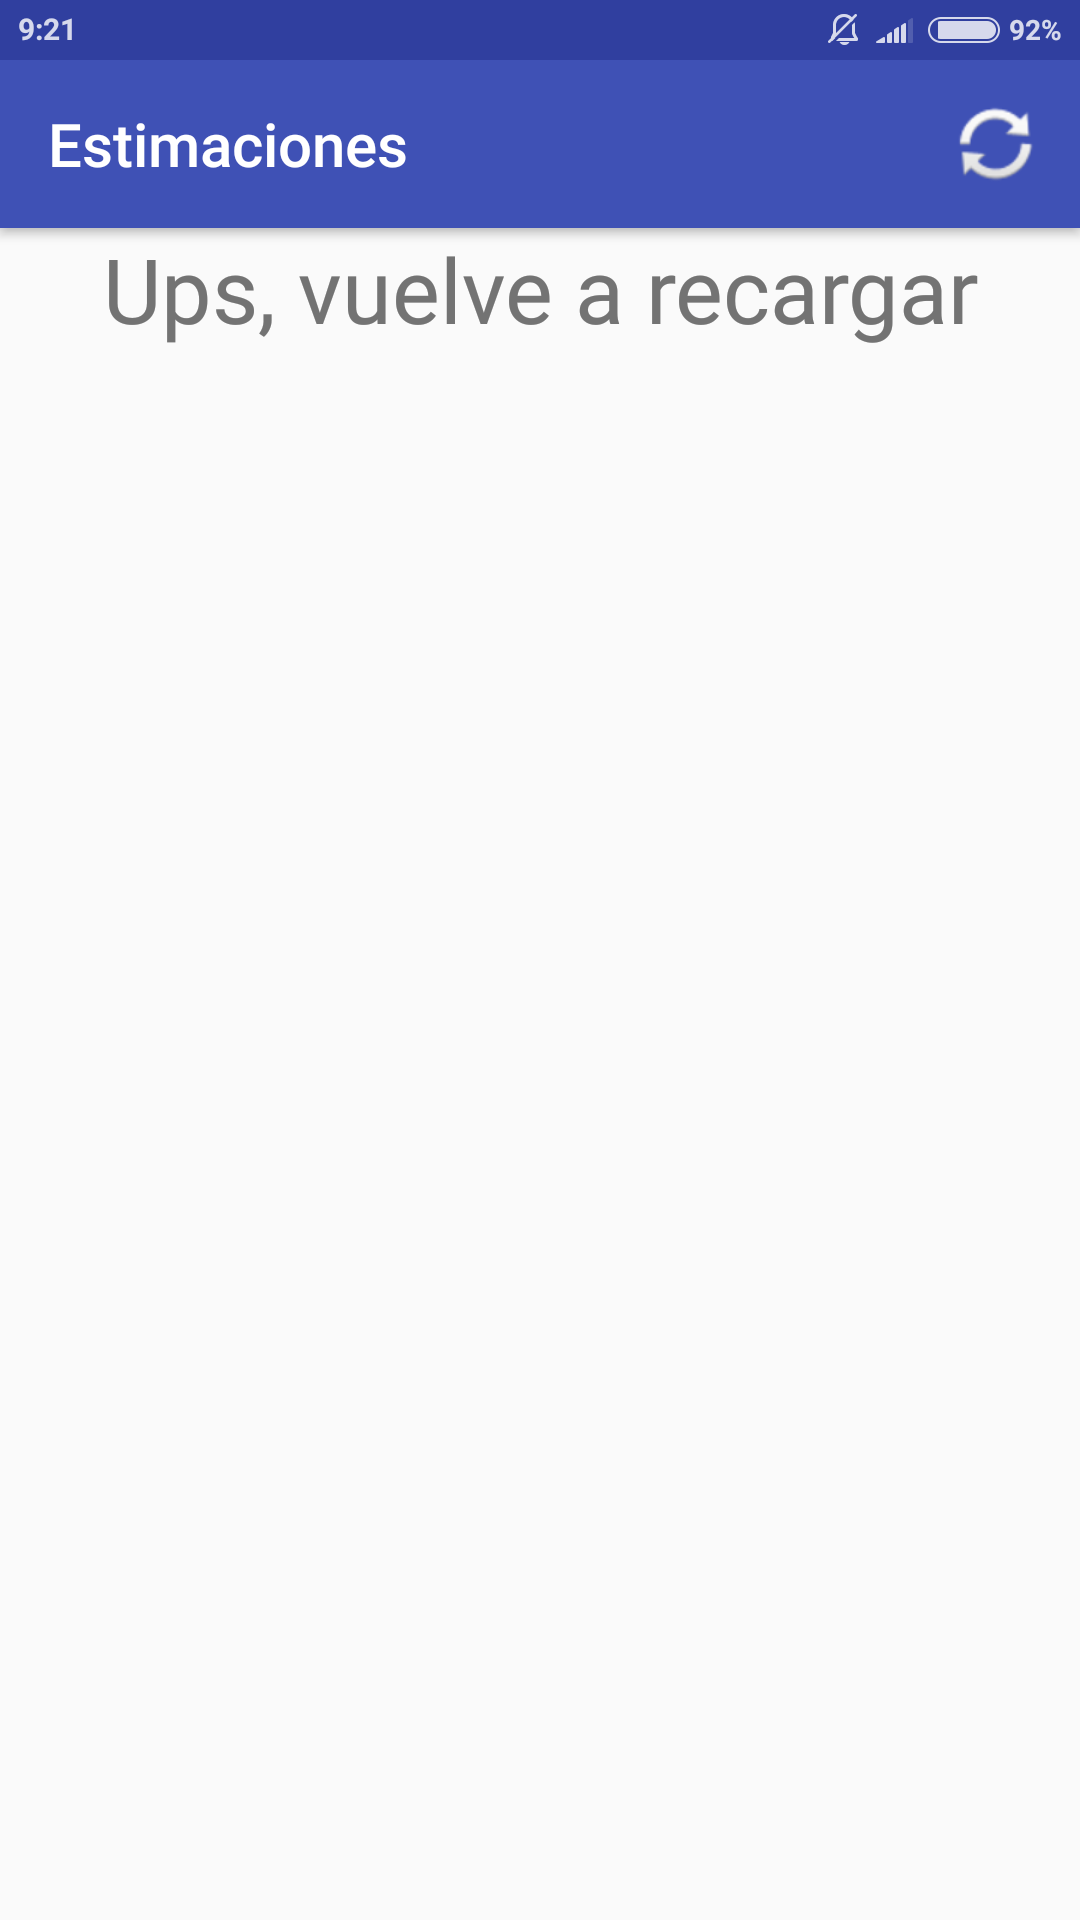 9:21 92%
Estimaciones
Ups, vuelve a recargar